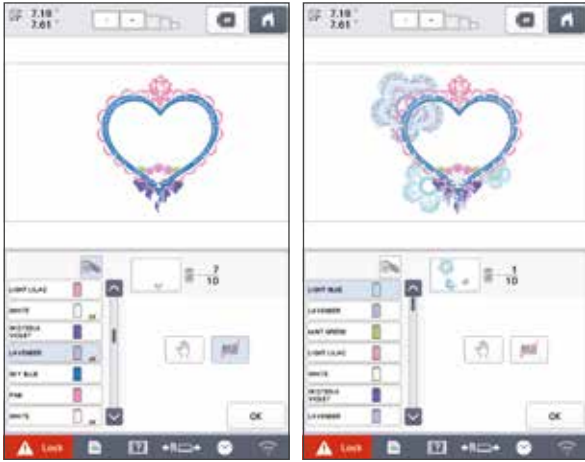 7.18"
7.61"
7
10
LIGHT LILAC
WHITE
WISTERIA
VIOLET
LAVENDER
SKY BLUE
PINK
WHITE
OK
Lock
7.18"
7.61"
1
10
LIGHT BLUE
LAVENDER
MINT GREEN
LIGHT LILAC
WHITE
WISTERIA
VIOLET
LAVENDER
OK
Lock